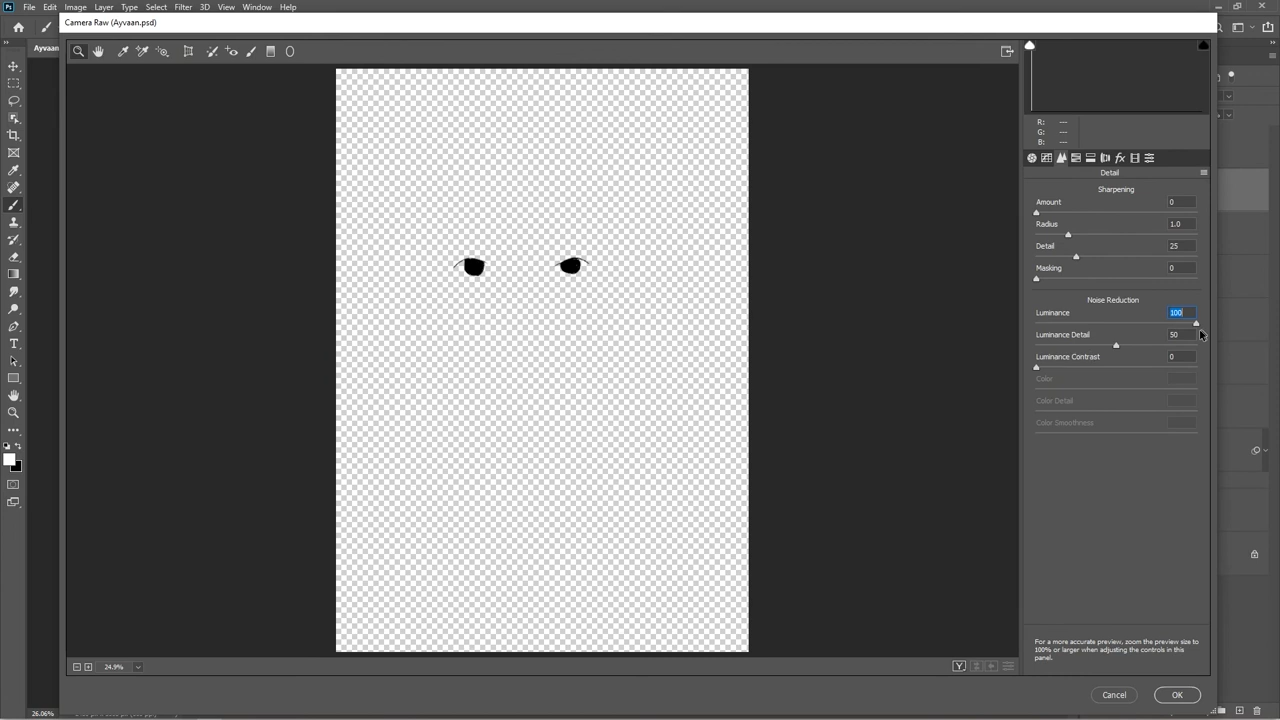 File Edit Image Layer Type Select Filter 3D View Window Help
Camera Raw (Ayvaan.psd)
Ayvaan
R: ---
G: ---
B: ---
Detail
Sharpening
Amount 0
Radius 1.0
Detail 25
Masking 0
Noise Reduction
Luminance 100
Luminance Detail 50
Luminance Contrast 0
Color
Color Detail
Color Smoothness
For a more accurate preview, zoom the preview size to
100% or larger when adjusting the controls in this
panel.
24.9%
Y
Cancel OK
26.06%